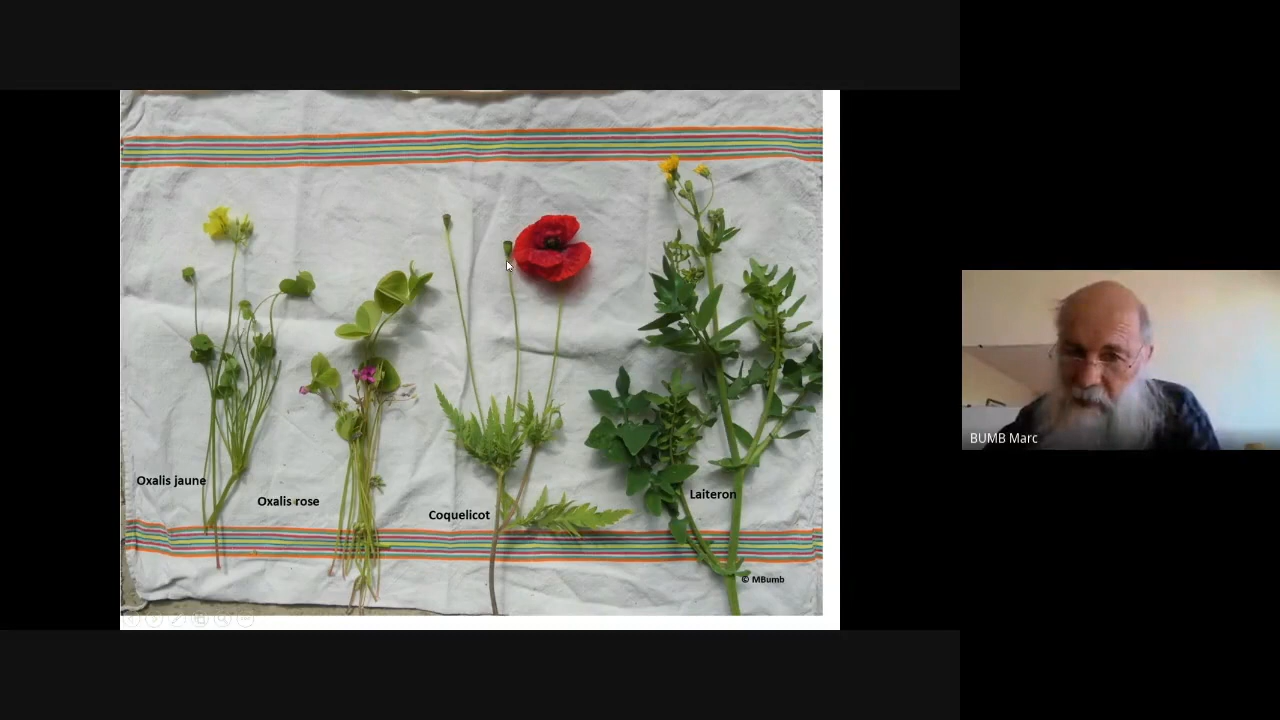 Oxalis jaune
Oxalis rose
Coquelicot
Laiteron
© MBumb
BUMB Marc